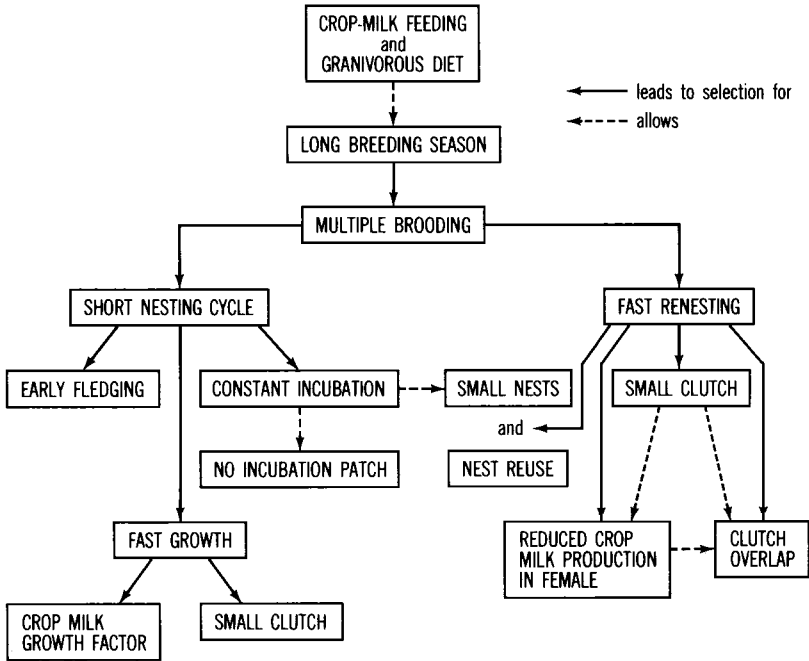 CROP-MILK FEEDING
and
GRANIVOROUS DIET
leads to selection for
allows
LONG BREEDING SEASON
MULTIPLE BROODING
SHORT NESTING CYCLE
FAST RENESTING
EARLY FLEDGING
CONSTANT INCUBATION
SMALL NESTS
SMALL CLUTCH
and
NO INCUBATION PATCH
NEST REUSE
FAST GROWTH
REDUCED CROP
MILK PRODUCTION
IN FEMALE
CLUTCH
OVERLAP
CROP MILK
GROWTH FACTOR
SMALL CLUTCH